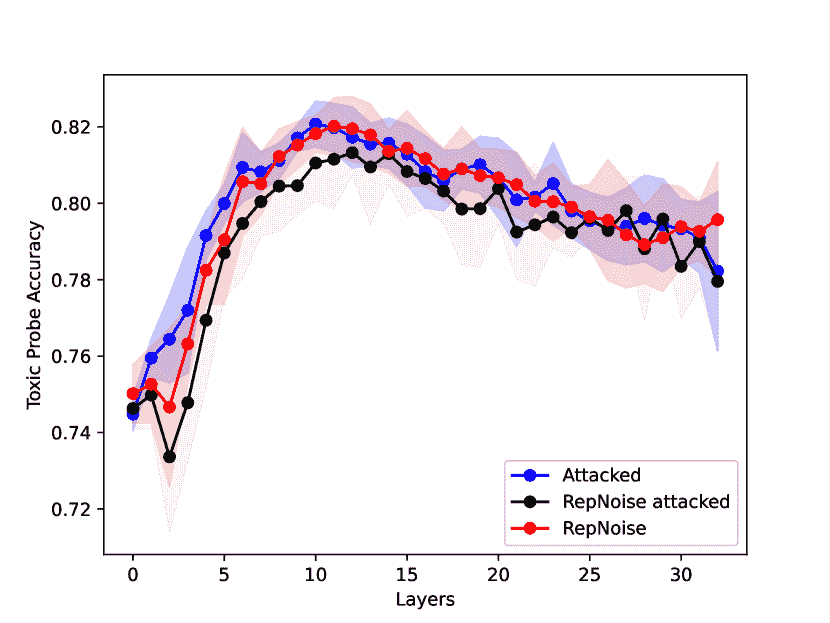 0.82
0.80
0.78
0.76
0.74
0.72
Toxic Probe Accuracy
0 5 10 15 20 25 30
Layers
Attacked
RepNoise attacked
RepNoise